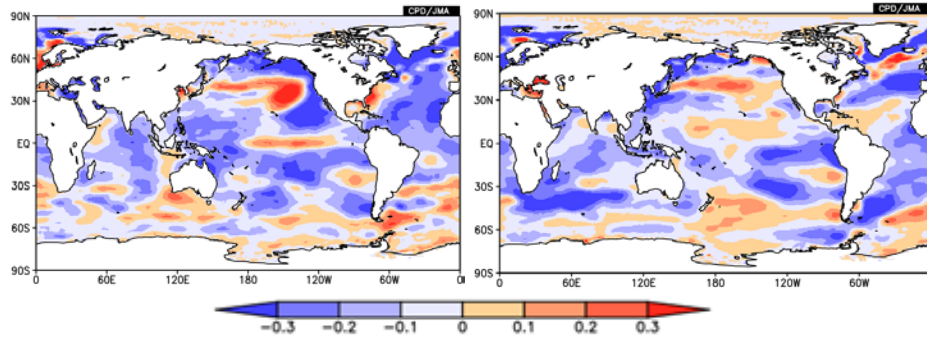 CPD/JMA CPD/JMA
90N 90N
60N 60N
30N 30N
EQ EQ
30S 30S
60S 60S
90S 90S
0 60E 120E 180 120W 60W 60E 120E 180 120W 60W
-0.3 -0.2 -0.1 0 0.1 0.2 0.3